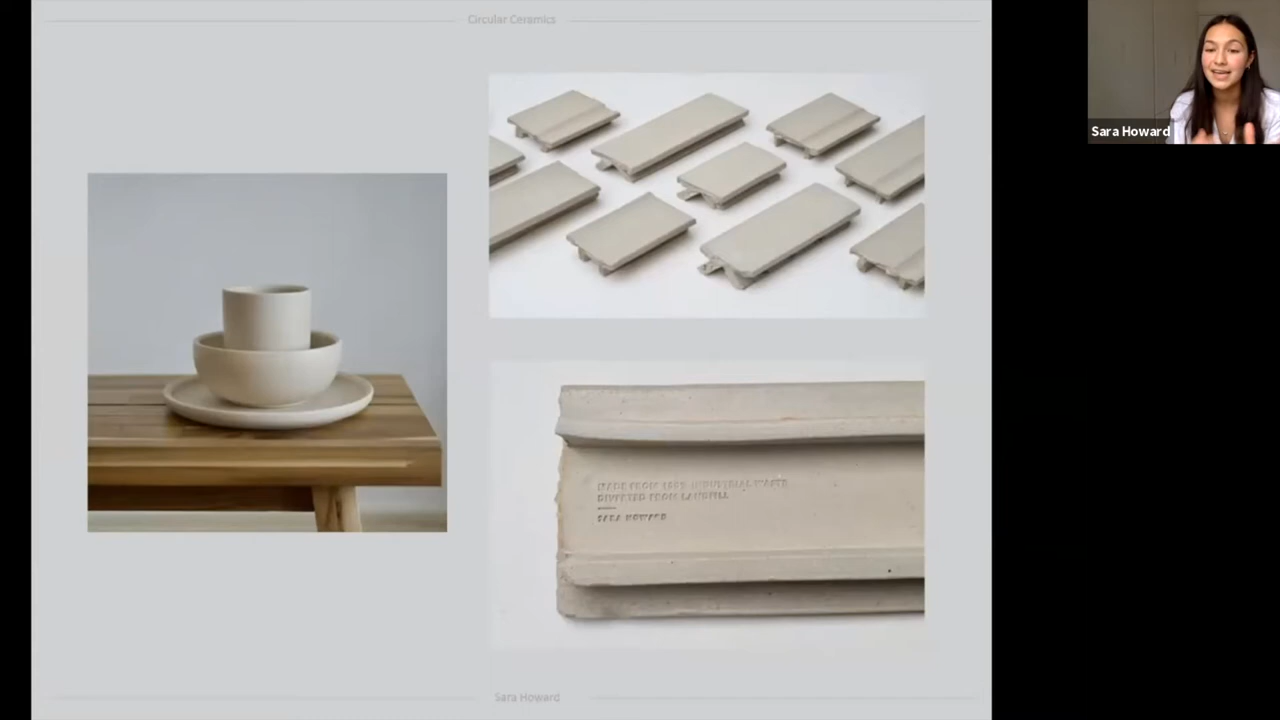 Circular Ceramics
Sara Howard
MADE FROM 100% INDUSTRIAL WASTE
DIVERTED FROM LANDFILL
SARA HOWARD
Sara Howard